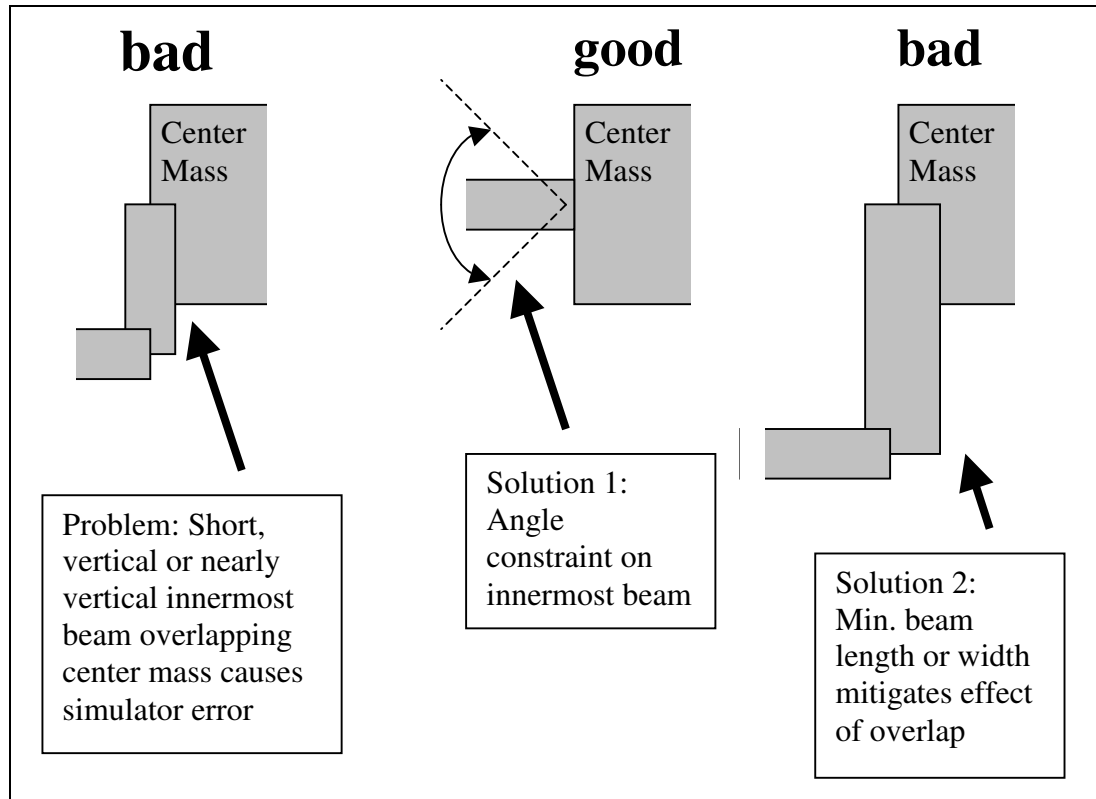 bad
Center
Mass
Problem: Short,
vertical or nearly
vertical innermost
beam overlapping
center mass causes
simulator error
good
Center
Mass
Solution 1:
Angle
constraint on
innermost beam
bad
Center
Mass
Solution 2:
Min. beam
length or width
mitigates effect
of overlap